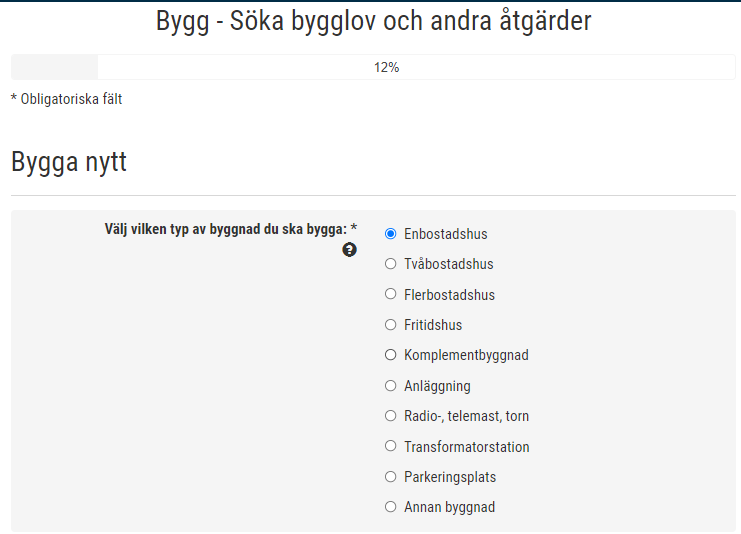 Bygg - Söka bygglov och andra åtgärder
12%
* Obligatoriska fält
Bygga nytt
Välj vilken typ av byggnad du ska bygga: *
?
Enbostadshus
Tvåbostadshus
Flerbostadshus
Fritidshus
Komplementbyggnad
Anläggning
Radio-, telemast, torn
Transformatorstation
Parkeringsplats
Annan byggnad